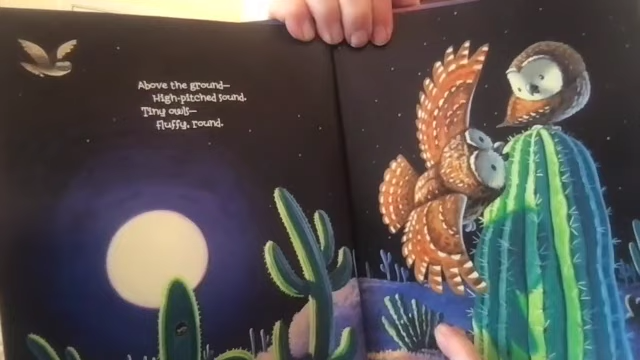 Above the ground—
High-pitched sound.
Tiny owls—
fluffy, round.